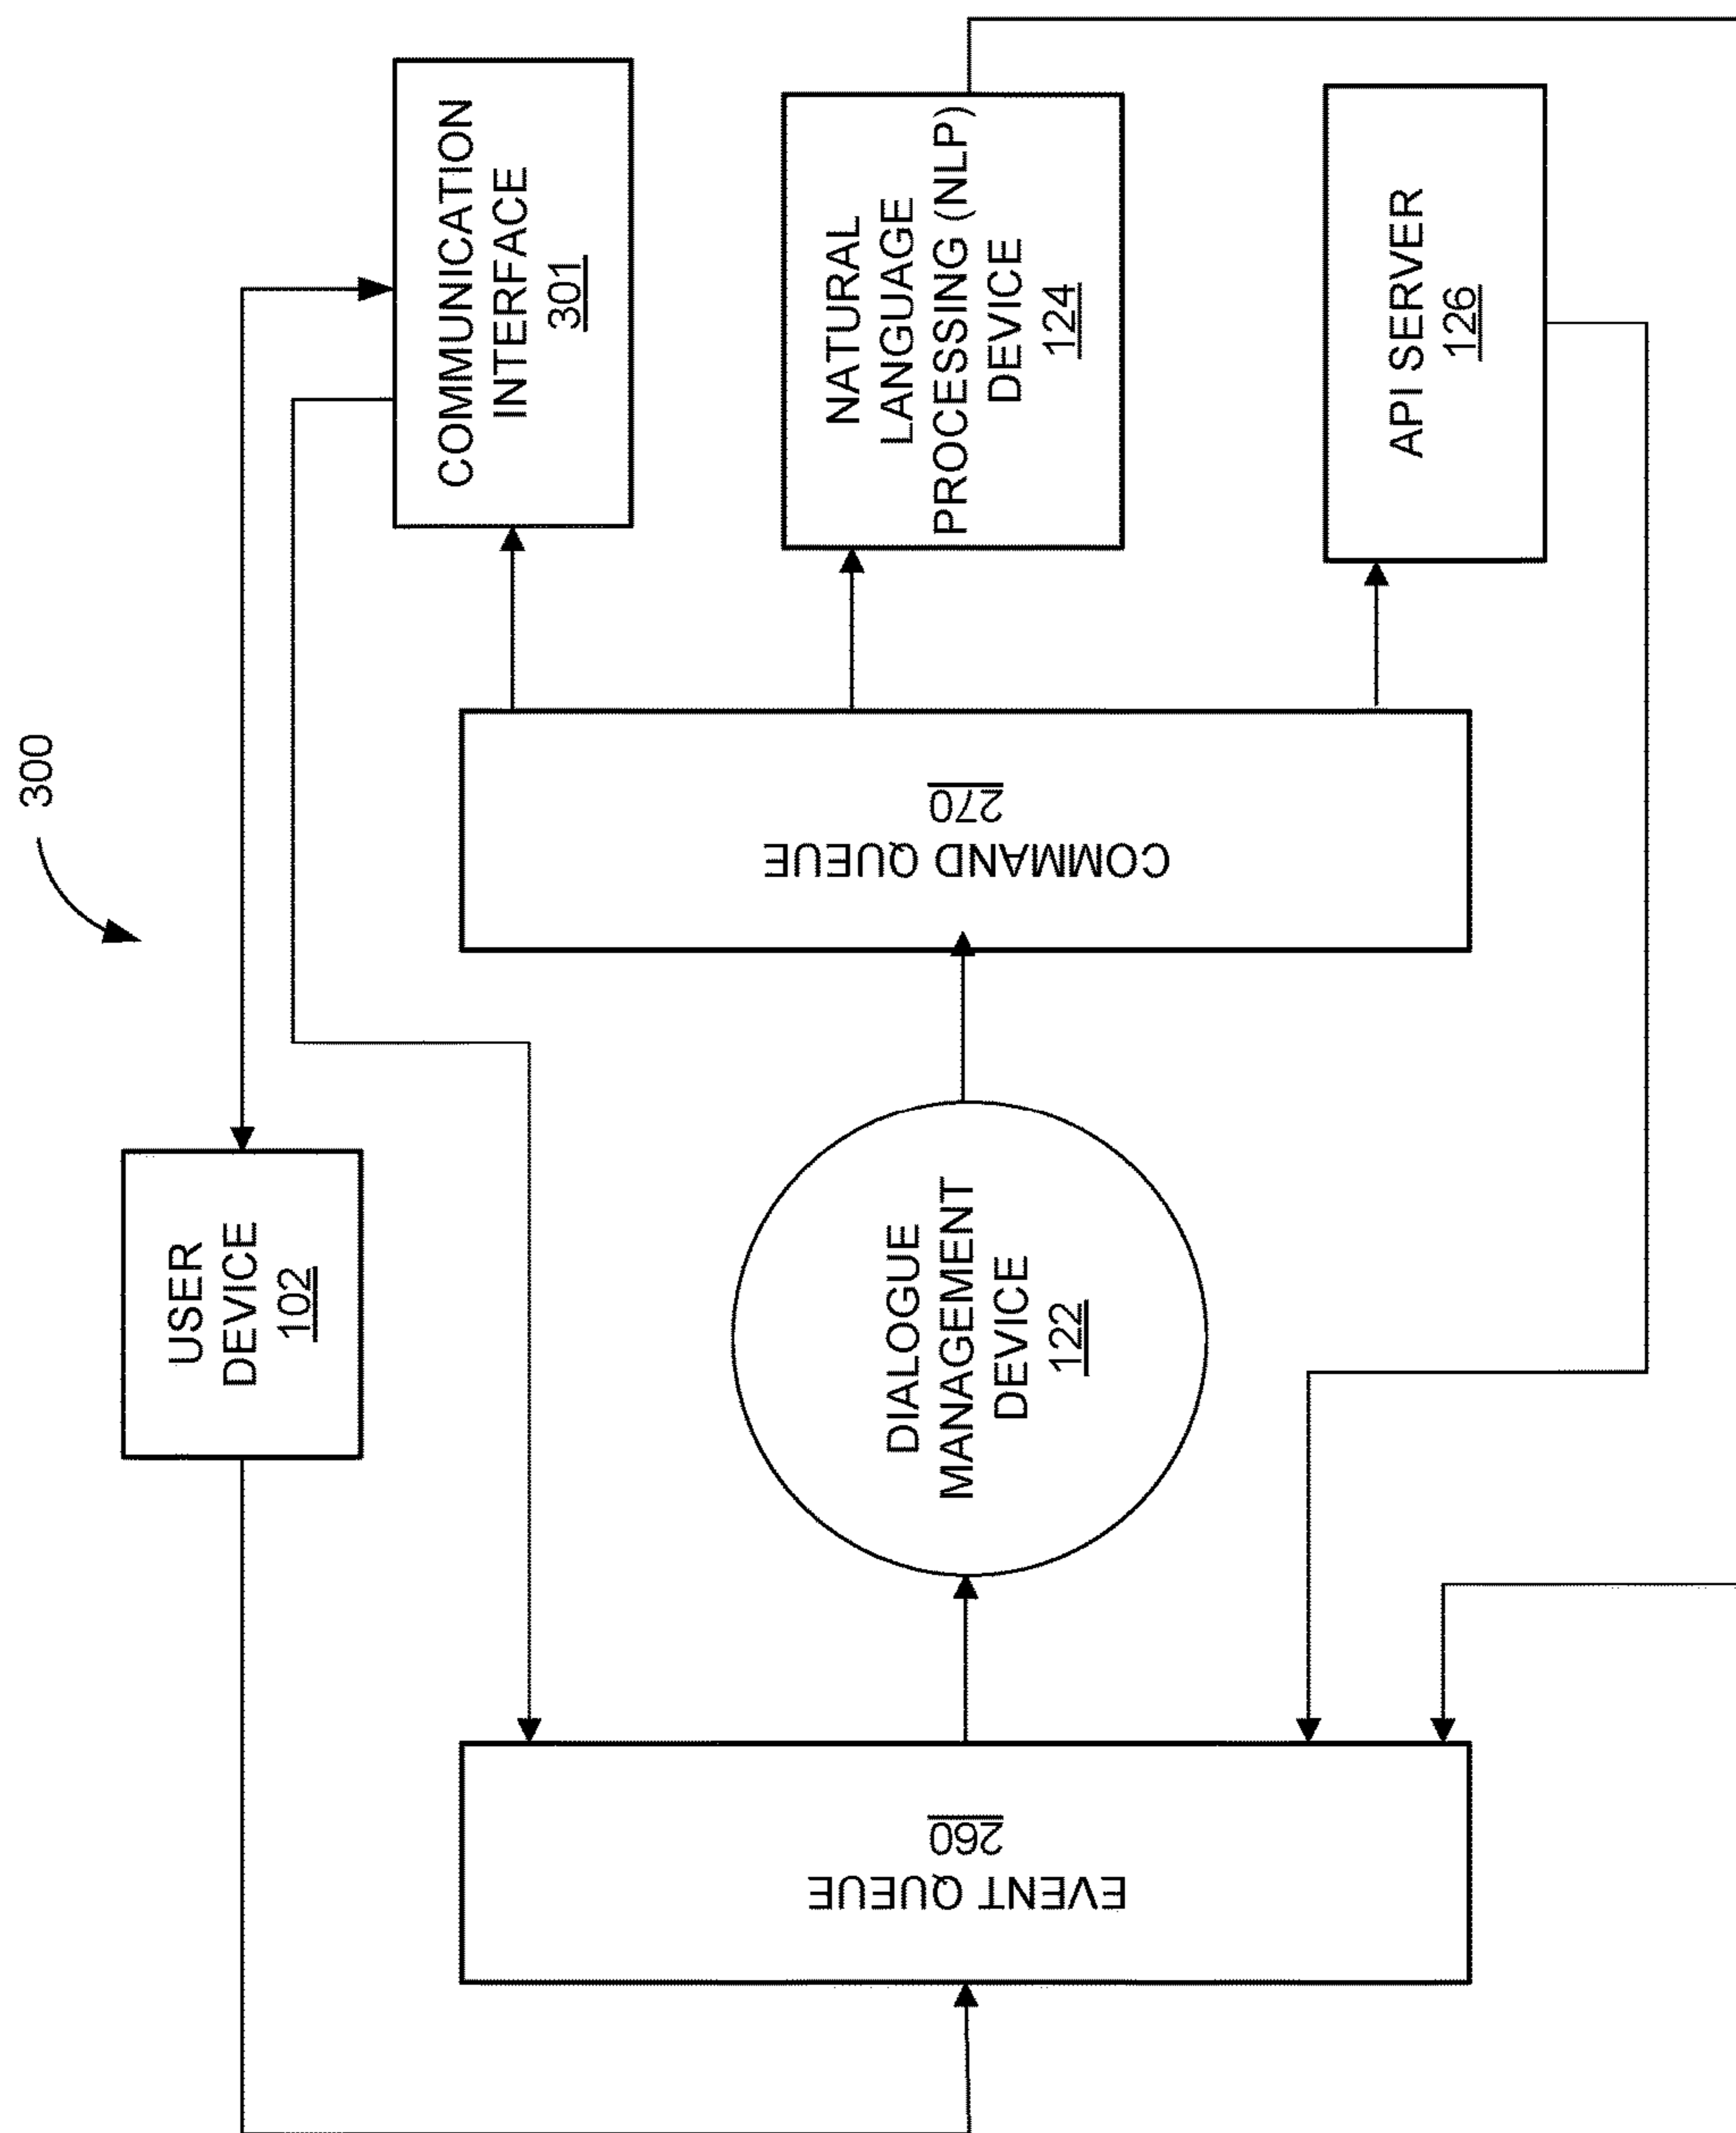 300
USER
DEVICE
102
COMMUNICATION
INTERFACE
301
EVENT QUEUE
260
DIALOGUE
MANAGEMENT
DEVICE
122
COMMAND QUEUE
270
NATURAL
LANGUAGE
PROCESSING (NLP)
DEVICE
124
API SERVER
126